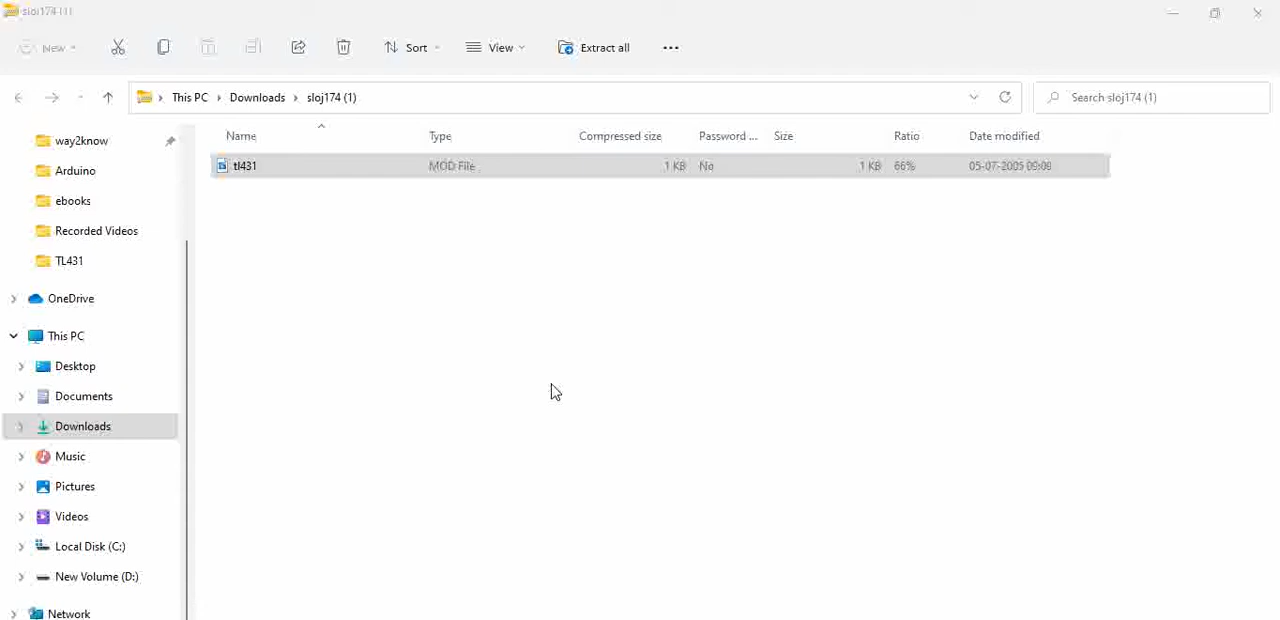 sloj174 (1)
New
Sort
View
Extract all
This PC › Downloads › sloj174 (1)
Search sloj174 (1)
Name Type Compressed size Password ... Size Ratio Date modified
tl431 MOD File 1 KB No 1 KB 66% 05-07-2005 09:09
way2know
Arduino
ebooks
Recorded Videos
TL431
OneDrive
This PC
Desktop
Documents
Downloads
Music
Pictures
Videos
Local Disk (C:)
New Volume (D:)
Network